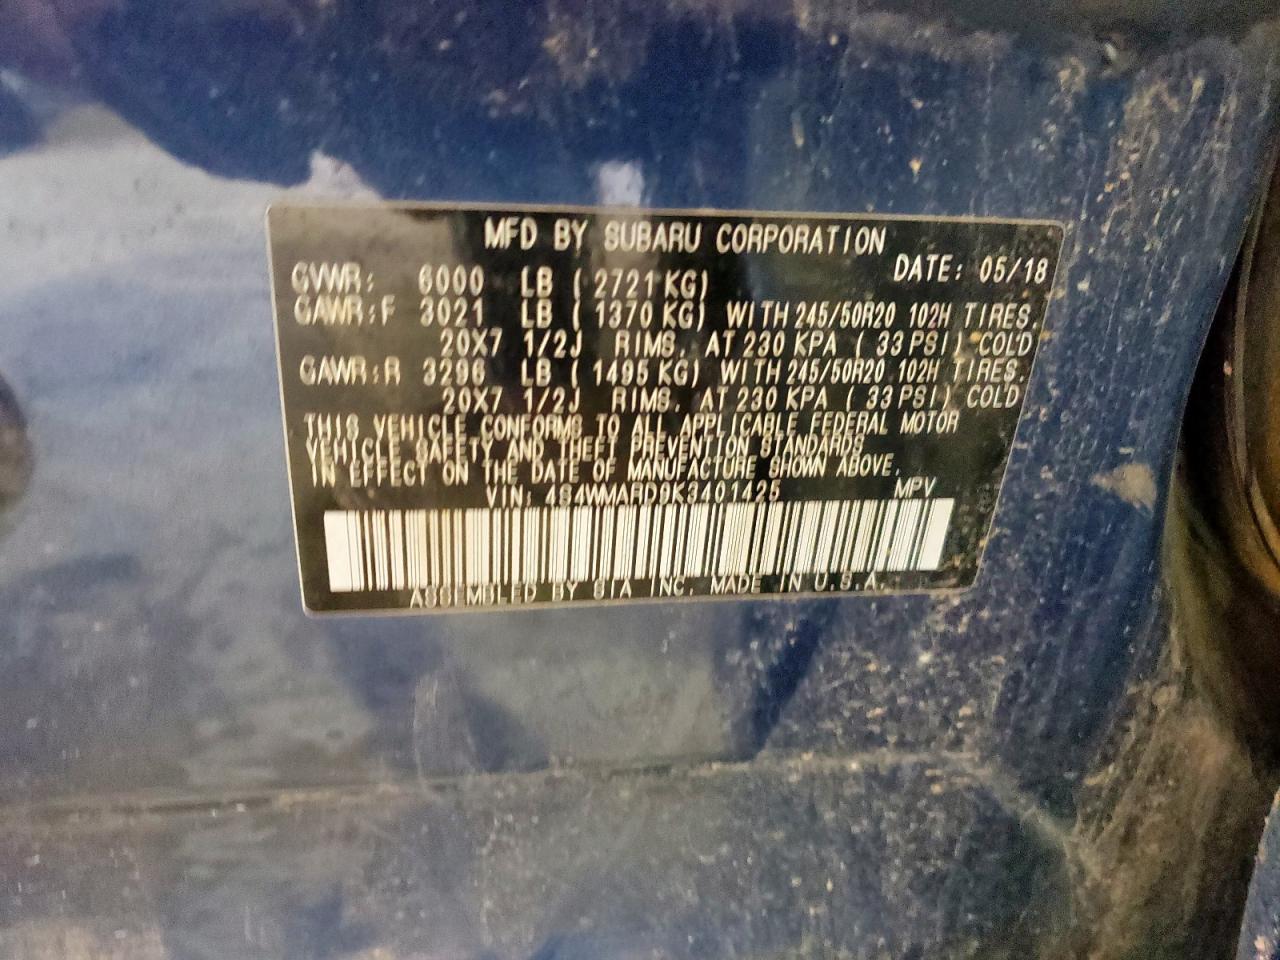 MFD BY SUBARU CORPORATION
DATE: 05/18
GVWR: 6000 LB ( 2721 KG)
GAWR:F 3021 LB ( 1370 KG) WITH 245/50R20 102H TIRES,
20X7 1/2J RIMS, AT 230 KPA ( 33 PSI) COLD
GAWR:R 3296 LB ( 1495 KG) WITH 245/50R20 102H TIRES,
20X7 1/2J RIMS, AT 230 KPA ( 33 PSI) COLD
THIS VEHICLE CONFORMS TO ALL APPLICABLE FEDERAL MOTOR
VEHICLE SAFETY AND THEFT PREVENTION STANDARDS
IN EFFECT ON THE DATE OF MANUFACTURE SHOWN ABOVE.
VIN: 4S4WMARD9K3401425 MPV
ASSEMBLED BY SIA INC. MADE IN U.S.A.